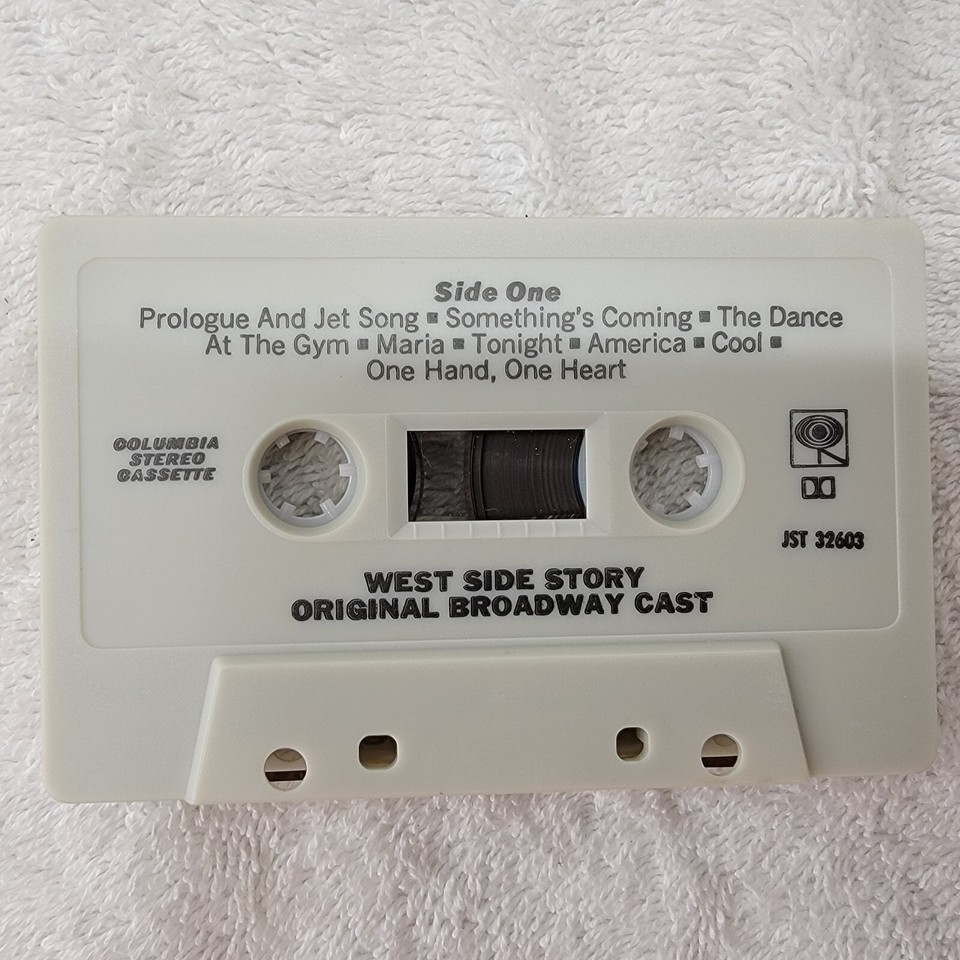 Side One
Prologue And Jet Song ▪ Something's Coming ▪ The Dance
At The Gym ▪ Maria ▪ Tonight ▪ America ▪ Cool ▪
One Hand, One Heart
COLUMBIA
STEREO
CASSETTE
JST 32603
WEST SIDE STORY
ORIGINAL BROADWAY CAST